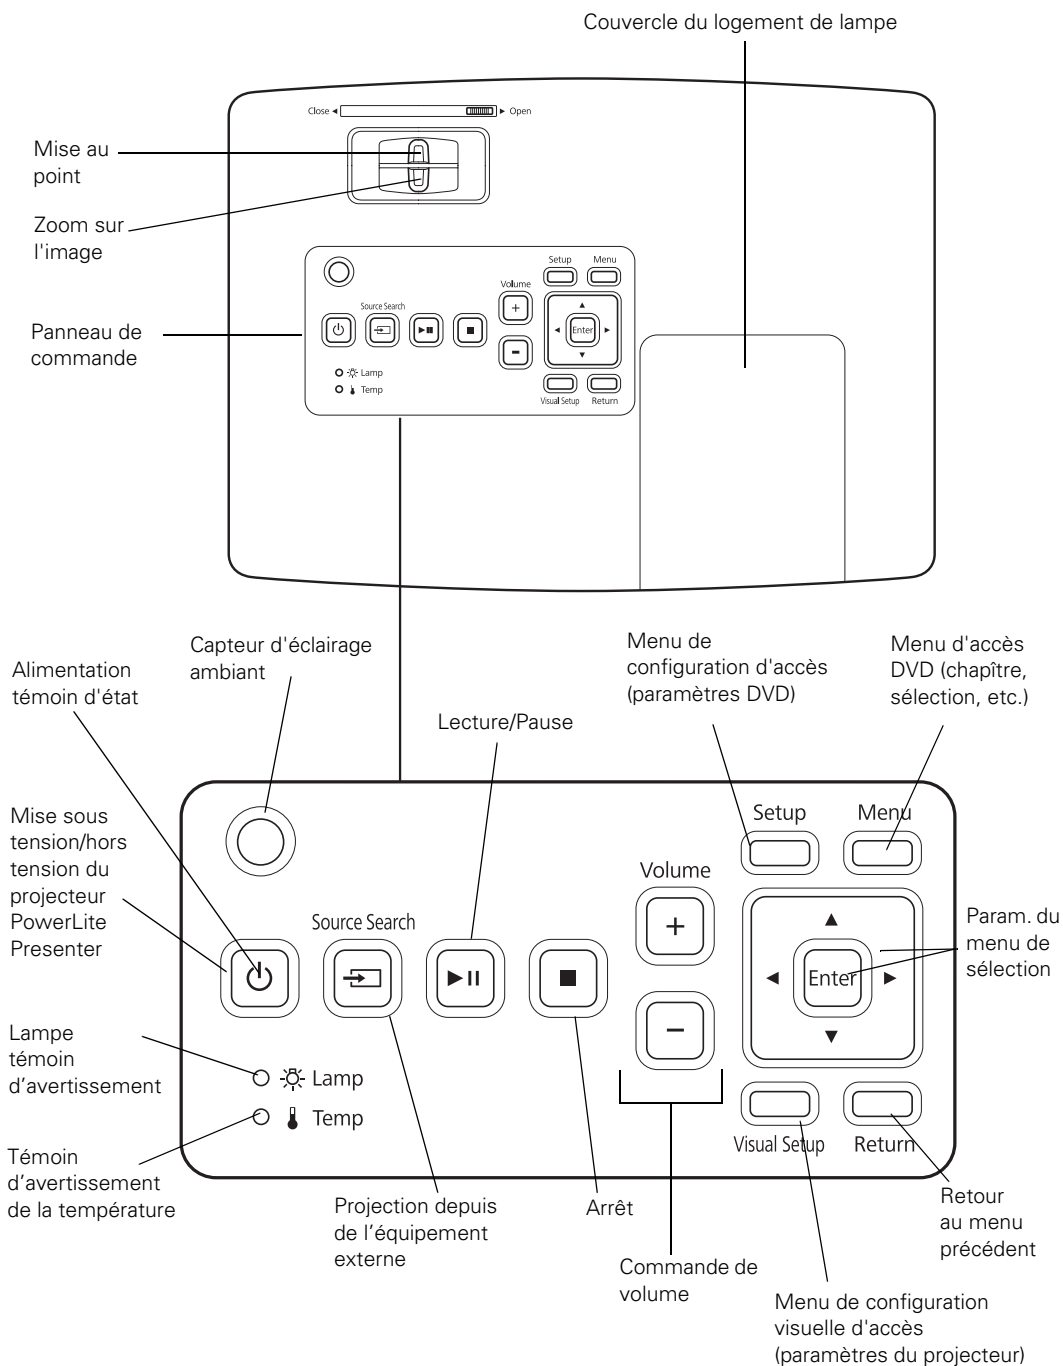 Couvercle du logement de lampe
Close
Open
Mise au
point
Zoom sur
l'image
Panneau de
commande
Setup
Menu
Volume
Source Search
+
Enter
-
Lamp
Temp
Visual Setup
Return
Alimentation
témoin d'état
Capteur d'éclairage
ambiant
Lecture/Pause
Menu de
configuration d'accès
(paramètres DVD)
Menu d'accès
DVD (chapître,
sélection, etc.)
Mise sous
tension/hors
tension du
projecteur
PowerLite
Presenter
Setup
Menu
Volume
Source Search
+
Enter
-
Param. du
menu de
sélection
Lampe
témoin
d’avertissement
Lamp
Temp
Visual Setup
Return
Témoin
d’avertissement
de la température
Projection depuis
de l’équipement
externe
Arrêt
Commande de
volume
Retour
au menu
précédent
Menu de configuration
visuelle d'accès
(paramètres du projecteur)